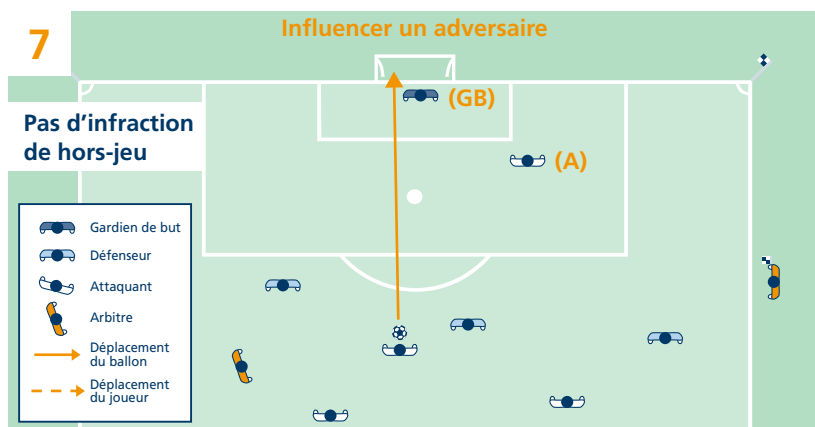 7
Influencer un adversaire
(GB)
Pas d'infraction
de hors-jeu
(A)
Gardien de but
Défenseur
Attaquant
Arbitre
Déplacement
du ballon
Déplacement
du joueur